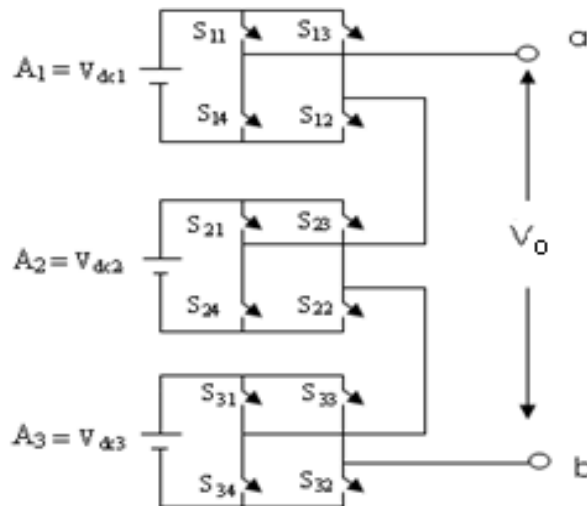 S11 S13 a
A1 = Vdc1
S14 S12
S21 S23
A2 = Vdc2 Vo
S24 S22
S31 S33
A3 = Vdc3
S34 S32 b